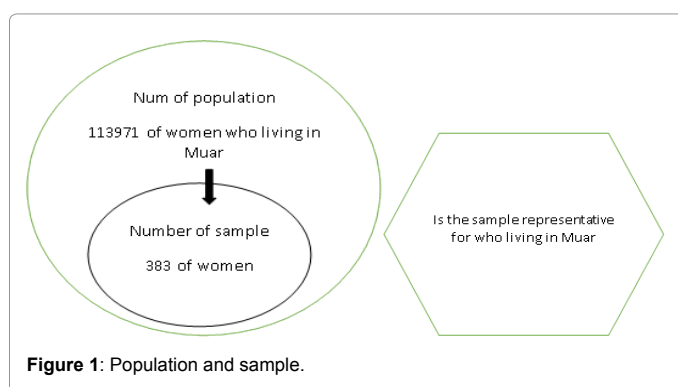 Num of population
113971 of women who living in
Muar
Number of sample
383 of women
Is the sample representative
for who living in Muar
Figure 1: Population and sample.